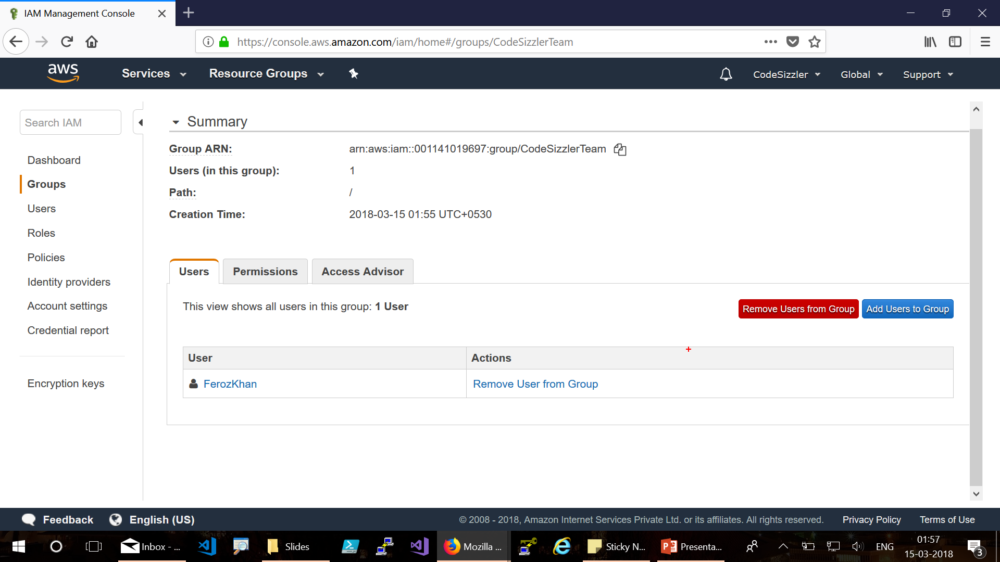 IAM Management Console
https://console.aws.amazon.com/iam/home#/groups/CodeSizzlerTeam
aws Services Resource Groups CodeSizzler Global Support
Search IAM
Dashboard
Groups
Users
Roles
Policies
Identity providers
Account settings
Credential report
Encryption keys
Summary
Group ARN: arn:aws:iam::001141019697:group/CodeSizzlerTeam
Users (in this group): 1
Path: /
Creation Time: 2018-03-15 01:55 UTC+0530
Users Permissions Access Advisor
This view shows all users in this group: 1 User
Remove Users from Group Add Users to Group
User Actions
FerozKhan Remove User from Group
Feedback English (US) © 2008 - 2018, Amazon Internet Services Private Ltd. or its affiliates. All rights reserved. Privacy Policy Terms of Use
Inbox - ... Slides Mozilla ... Sticky N... Presenta... ENG
01:57
15-03-2018
3